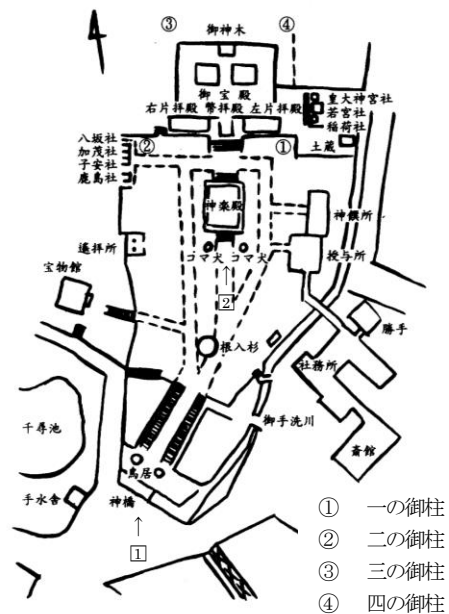 ③
④
御神木
御宝殿
右片拝殿
幣拝殿
左片拝殿
皇大神宮社
若宮社
稲荷社
土蔵
八坂社
加茂社
子安社
鹿島社
②
①
神楽殿
神饌所
遙拝所
コマ犬
コマ犬
授与所
宝物館
↑
2
勝手
根入杉
社務所
御手洗川
千尋池
斎館
鳥居
手水舎
神橋
↑
1
① 一の御柱
② 二の御柱
③ 三の御柱
④ 四の御柱